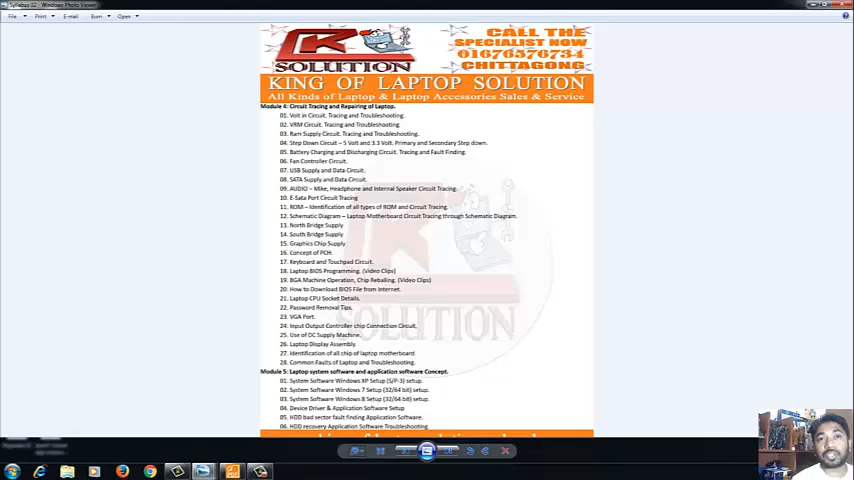 Syllabus 02 - Windows Photo Viewer
File Print E-mail Burn Open
CK
SOLUTION
CALL THE
SPECIALIST NOW
01676576734
CHITTAGONG
KING OF LAPTOP SOLUTION
All Kinds of Laptop & Laptop Accessories Sales & Service
Module 4: Circuit Tracing and Repairing of Laptop.
01. Volt in Circuit. Tracing and Troubleshooting.
02. VRM Circuit. Tracing and Troubleshooting.
03. Ram Supply Circuit. Tracing and Troubleshooting.
04. Step Down Circuit – 5 Volt and 3.3 Volt. Primary and Secondary Step down.
05. Battery Charging and Discharging Circuit. Tracing and Fault Finding.
06. Fan Controller Circuit.
07. USB Supply and Data Circuit.
08. SATA Supply and Data Circuit.
09. AUDIO – Mike, Headphone and Internal Speaker Circuit Tracing.
10. E-Sata Port Circuit Tracing
11. ROM – Identification of all types of ROM and Circuit Tracing.
12. Schematic Diagram – Laptop Motherboard Circuit Tracing through Schematic Diagram.
13. North Bridge Supply
14. South Bridge Supply
15. Graphics Chip Supply
16. Concept of PCH.
17. Keyboard and Touchpad Circuit.
18. Laptop BIOS Programming. (Video Clips)
19. BGA Machine Operation, Chip Reballing. (Video Clips)
20. How to Download BIOS File from Internet.
21. Laptop CPU Socket Details.
22. Password Removal Tips.
23. VGA Port.
24. Input Output Controller chip Connection Circuit.
25. Use of DC Supply Machine.
26. Laptop Display Assembly.
27. Identification of all chip of laptop motherboard.
28. Common Faults of Laptop and Troubleshooting.
Module 5: Laptop system software and application software Concept.
01. System Software Windows XP Setup (S/P-3) setup.
02. System Software Windows 7 Setup (32/64 bit) setup.
03. System Software Windows 8 Setup (32/64 bit) setup.
04. Device Driver & Application Software Setup
05. HDD bad sector fault finding Application Software.
06. HDD recovery Application Software Troubleshooting